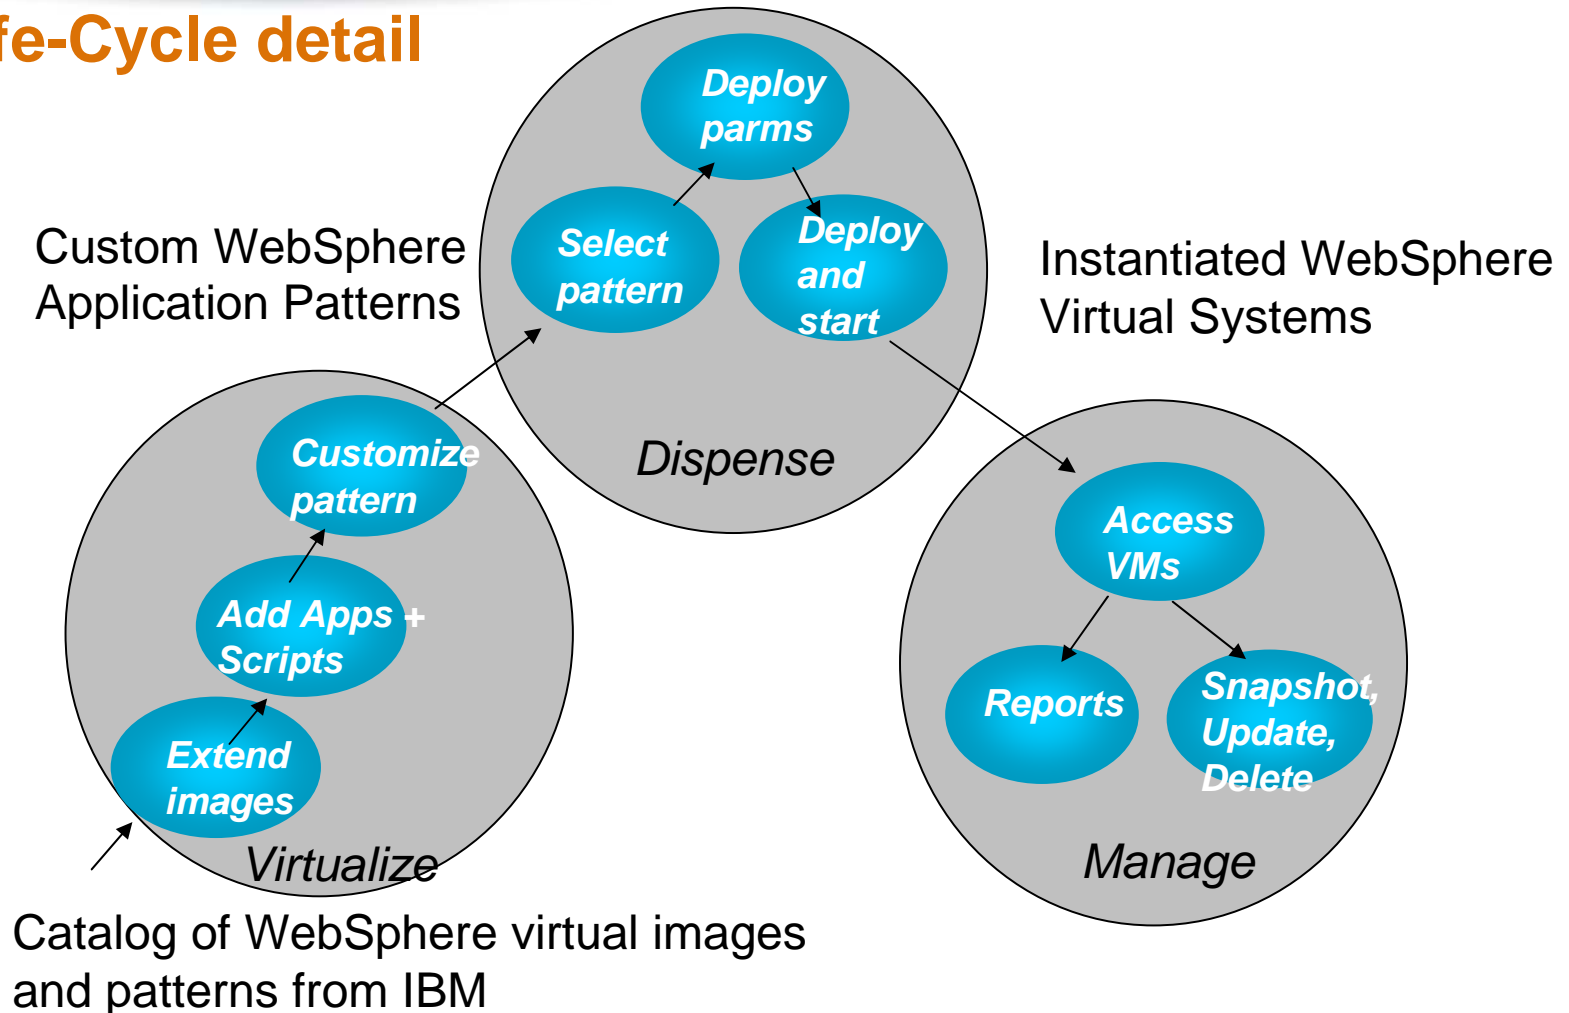 fe-Cycle detail
Deploy
parms
Select
pattern
Deploy
and
start
Dispense
Custom WebSphere
Application Patterns
Instantiated WebSphere
Virtual Systems
Customize
pattern
Add Apps +
Scripts
Extend
images
Virtualize
Access
VMs
Reports
Snapshot,
Update,
Delete
Manage
Catalog of WebSphere virtual images
and patterns from IBM